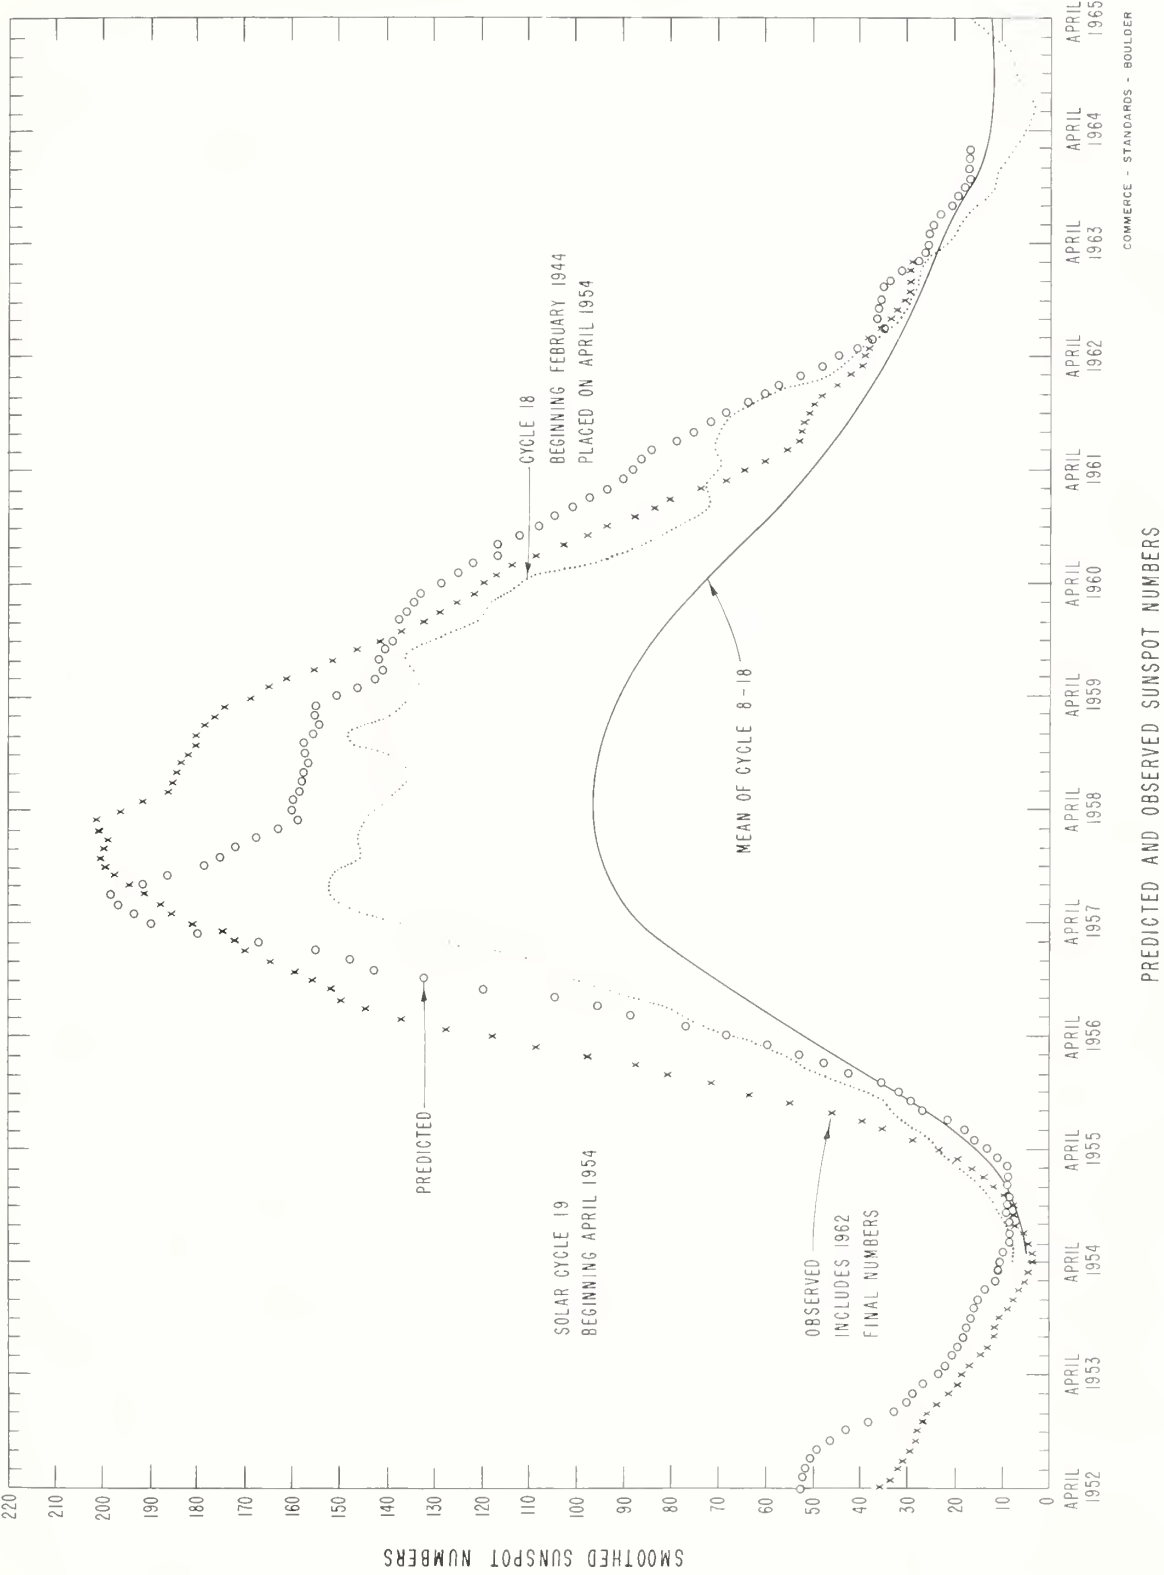 SMOOTHED SUNSPOT NUMBERS
220
210
200
190
180
170
160
150
140
130
120
110
100
90
80
70
60
50
40
30
20
10
0
CYCLE 18
BEGINNING FEBRUARY 1944
PLACED ON APRIL 1954
PREDICTED
SOLAR CYCLE 19
BEGINNING APRIL 1954
MEAN OF CYCLE 8-18
OBSERVED
INCLUDES 1962
FINAL NUMBERS
APRIL
1952
APRIL
1953
APRIL
1954
APRIL
1955
APRIL
1956
APRIL
1957
APRIL
1958
APRIL
1959
APRIL
1960
APRIL
1961
APRIL
1962
APRIL
1963
APRIL
1964
APRIL
1965
COMMERCE - STANDARDS - BOULDER
PREDICTED AND OBSERVED SUNSPOT NUMBERS